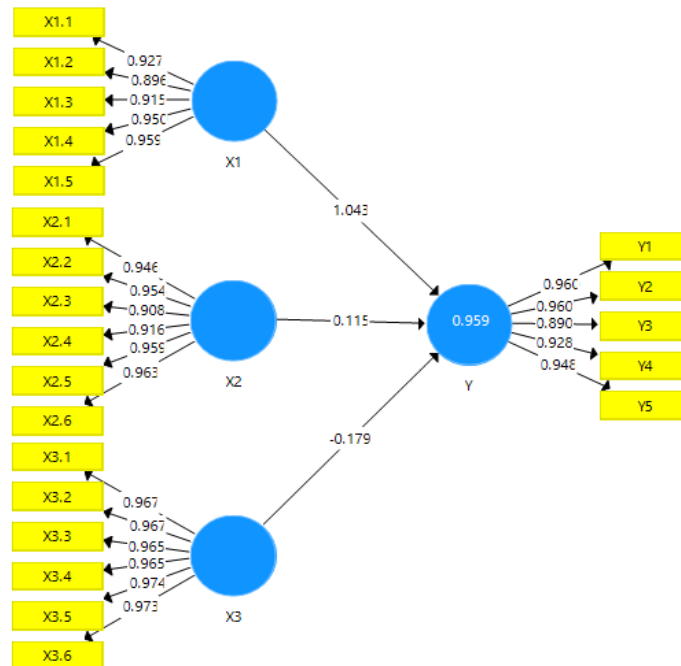 X1.1
X1.2
X1.3
X1.4
X1.5
0.927
0.896
0.915
0.950
0.959
X1
1.043
X2.1
X2.2
X2.3
X2.4
X2.5
X2.6
0.946
0.954
0.908
0.916
0.959
0.963
X2
0.115
X3.1
X3.2
X3.3
X3.4
X3.5
X3.6
0.967
0.967
0.965
0.965
0.974
0.973
X3
-0.179
0.959
Y
0.960
0.960
0.890
0.928
0.948
Y1
Y2
Y3
Y4
Y5